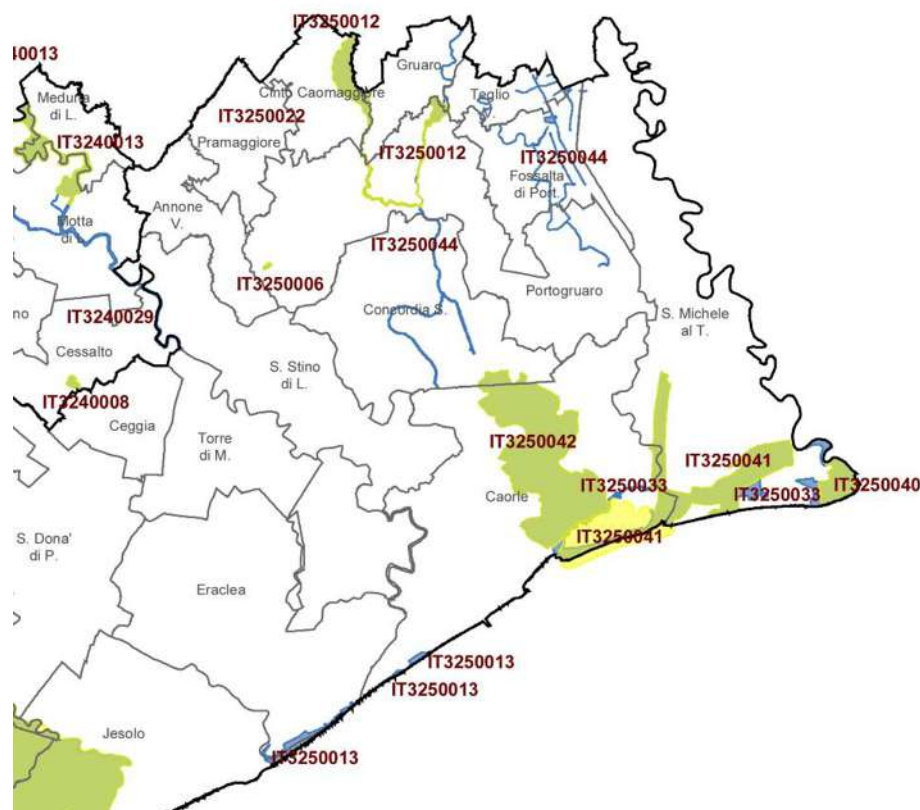 IT3250012
40013
Gruaro
Meduna
di L.
Cinto Caomaggiore
Teglio
V.
IT3250022
IT3240013
Pramaggiore
IT3250012
IT3250044
Fossalta
di Port.
Annone
V.
Motta
di L.
IT3250044
IT3250006
Portogruaro
no
IT3240029
Concordia S.
S. Michele
al T.
Cessalto
S. Stino
di L.
IT3240008
Ceggia
Torre
di M.
IT3250042
IT3250041
Caorle
IT3250033
IT3250033
IT3250040
S. Dona'
di P.
IT3250041
Eraclea
IT3250013
IT3250013
Jesolo
IT3250013